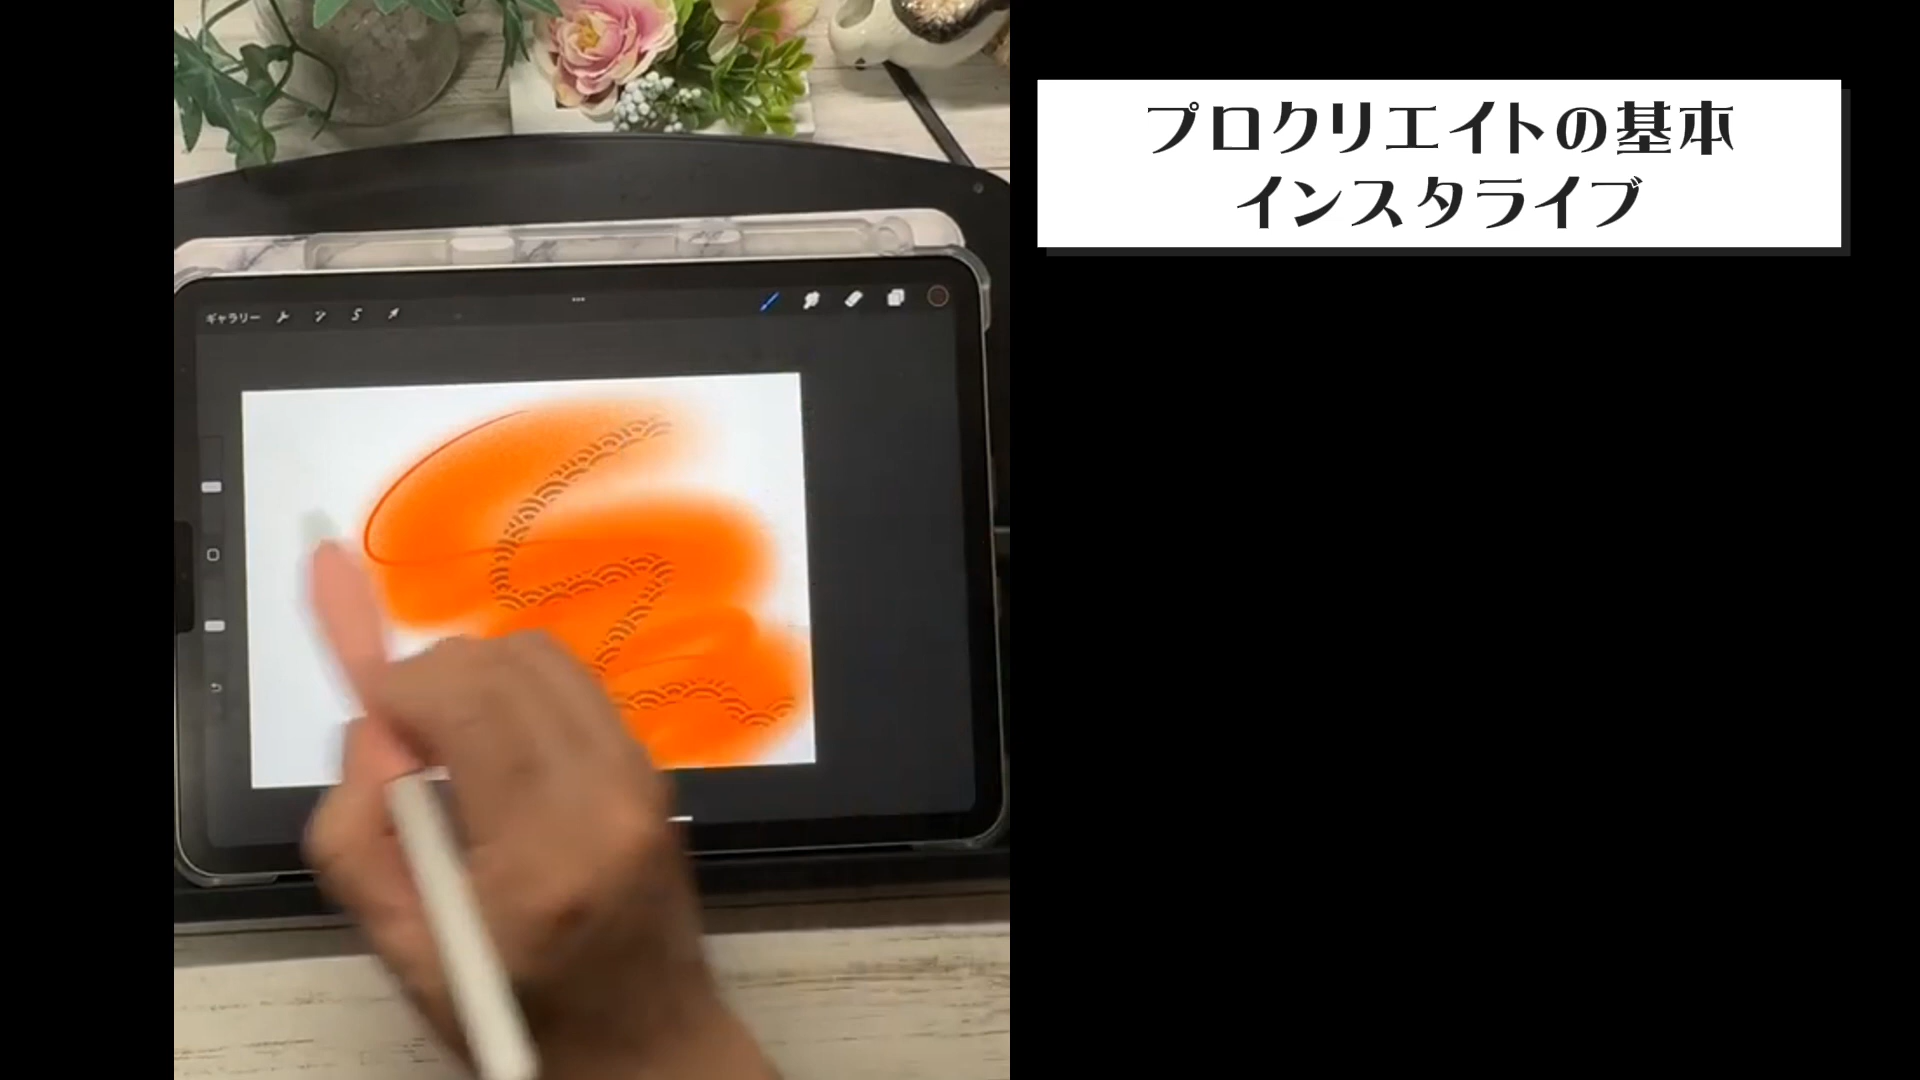 プロクリエイトの基本
インスタライブ
ギャラリー